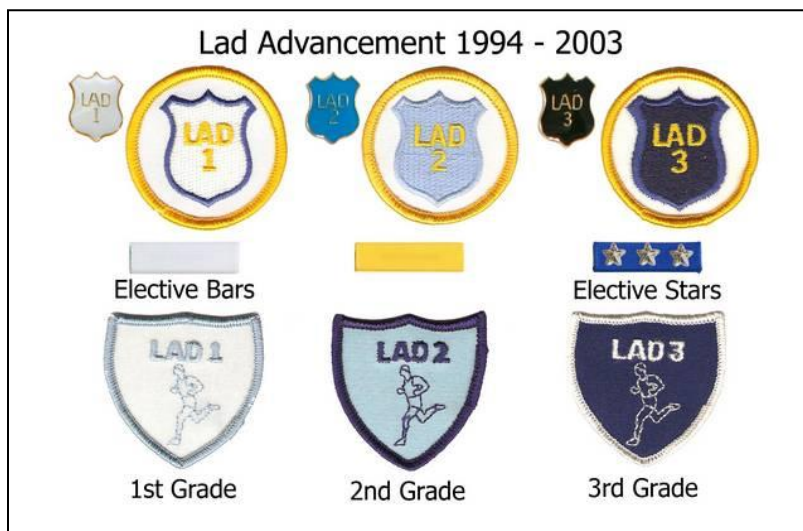 Lad Advancement 1994 - 2003
LAD
1
LAD
1
LAD
2
LAD
2
LAD
3
LAD
3
Elective Bars
Elective Stars
LAD 1
LAD 2
LAD 3
1st Grade
2nd Grade
3rd Grade